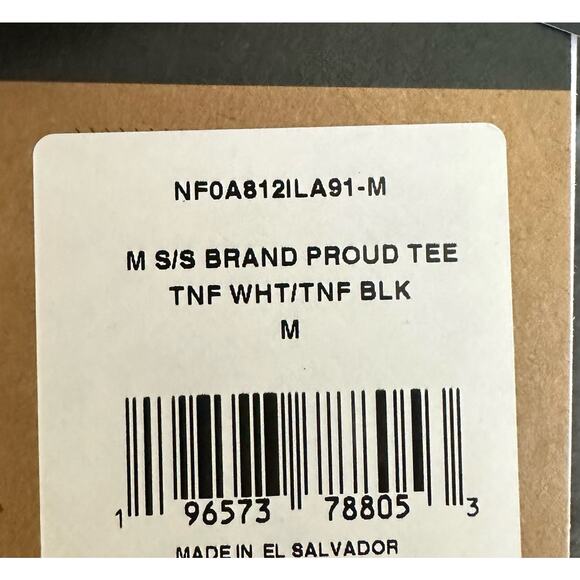 NF0A812ILA91-M
M S/S BRAND PROUD TEE
TNF WHT/TNF BLK
M
1 96573 78805 3
MADE IN EL SALVADOR